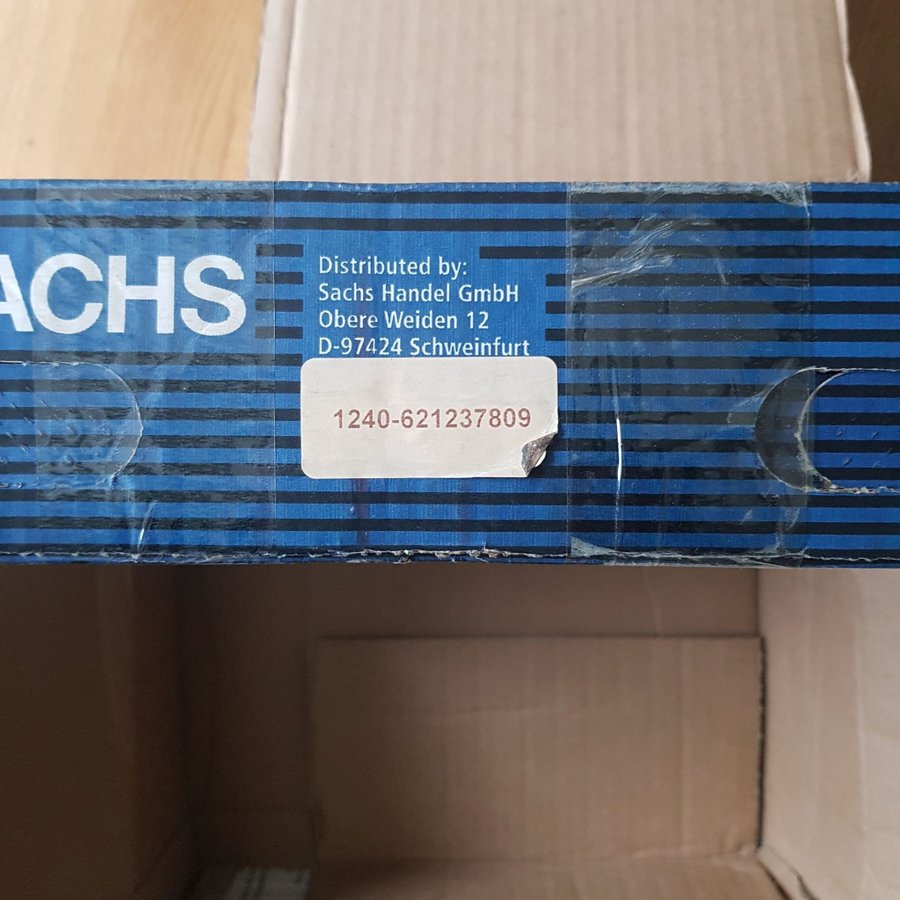 ACHS
Distributed by:
Sachs Handel GmbH
Obere Weiden 12
D-97424 Schweinfurt
1240-621237809